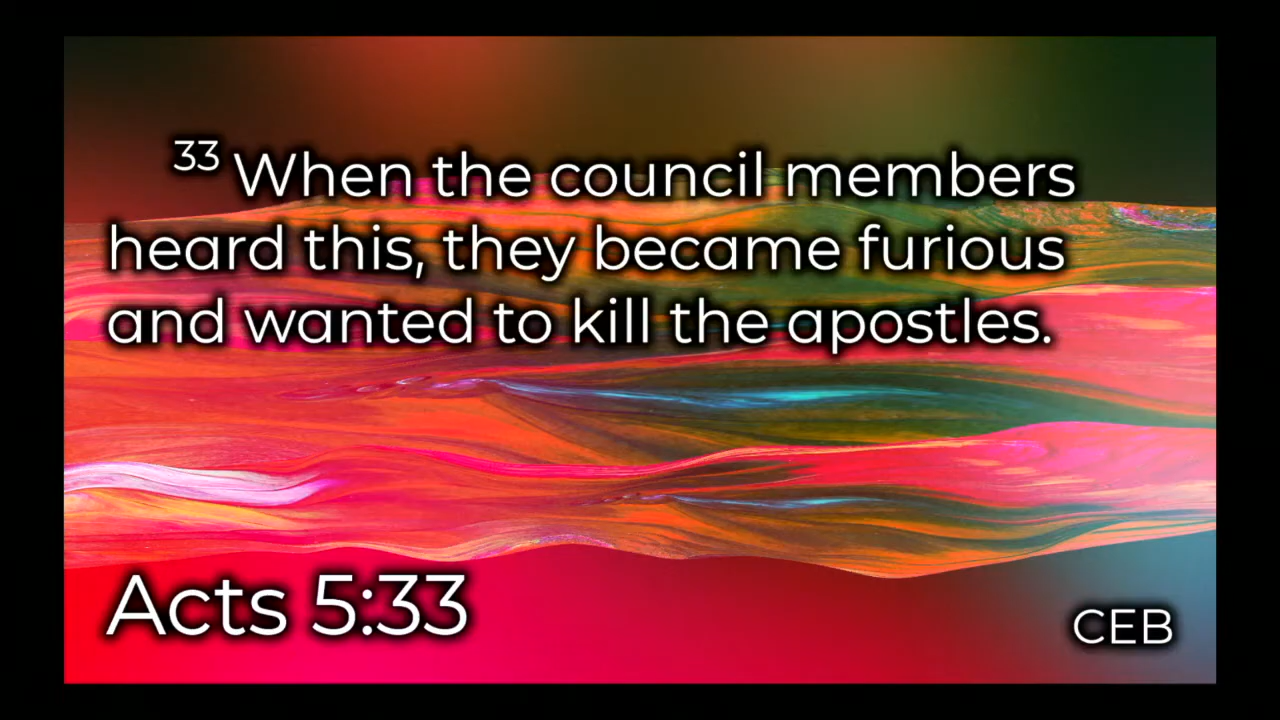 33 When the council members
heard this, they became furious
and wanted to kill the apostles.
Acts 5:33
CEB